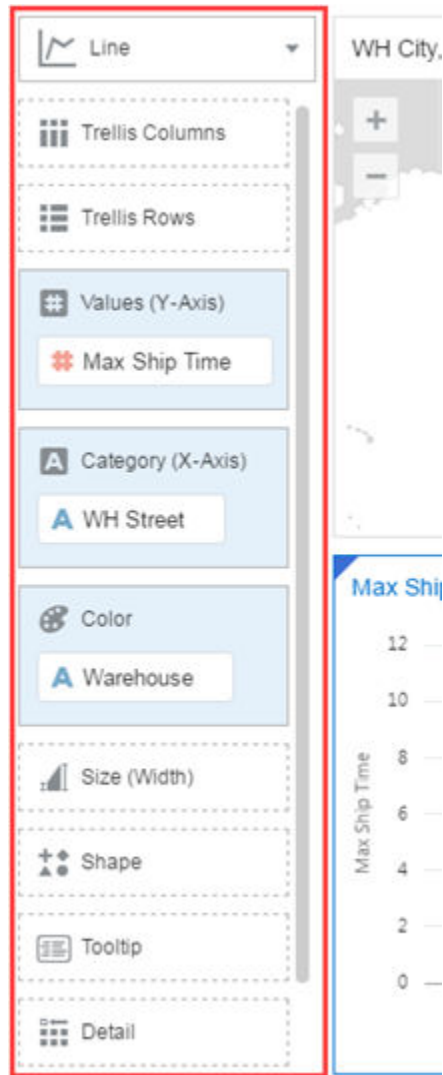 Line
Trellis Columns
Trellis Rows
Values (Y-Axis)
Max Ship Time
Category (X-Axis)
A WH Street
Color
A Warehouse
Size (Width)
Shape
Tooltip
Detail
WH City,
+
−
Max Ship
12
10
8
6
4
2
0
Max Ship Time